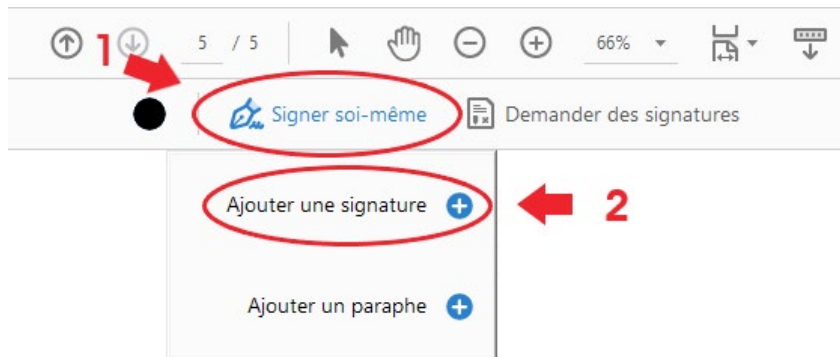 1 5 / 5 66%
Signer soi-même Demander des signatures
Ajouter une signature 2
Ajouter un paraphe